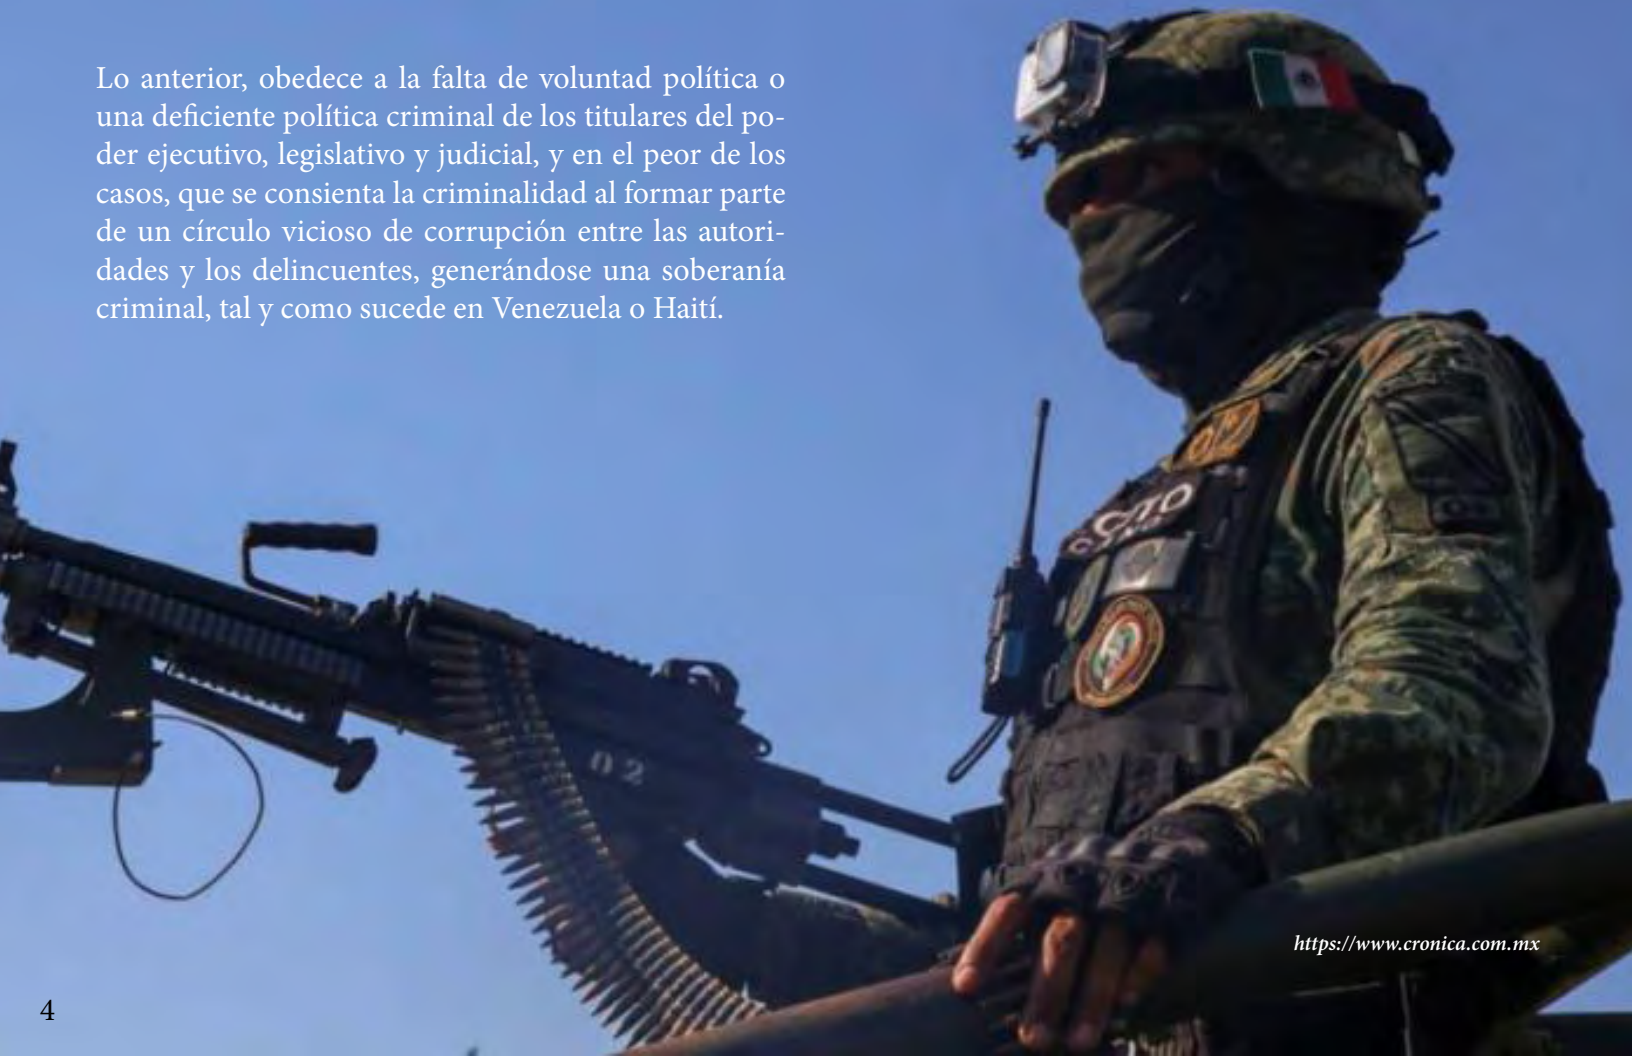 Lo anterior, obedece a la falta de voluntad política o
una deficiente política criminal de los titulares del po-
der ejecutivo, legislativo y judicial, y en el peor de los
casos, que se consienta la criminalidad al formar parte
de un círculo vicioso de corrupción entre las autori-
dades y los delincuentes, generándose una soberanía
criminal, tal y como sucede en Venezuela o Haití.
02
https://www.cronica.com.mx
4